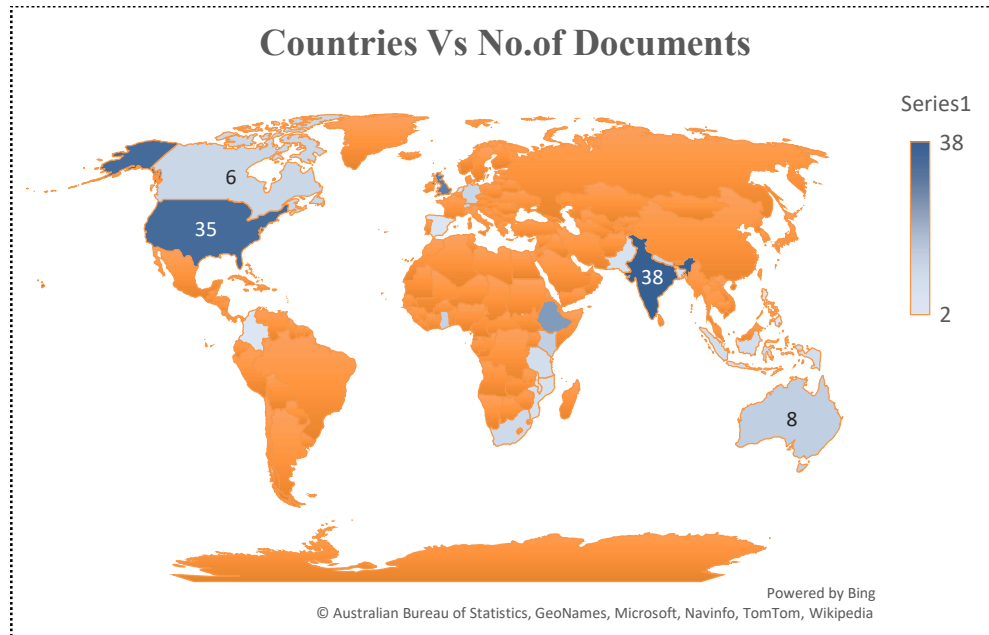 Countries Vs No.of Documents
Series1
38
2
6
35
38
8
Powered by Bing
© Australian Bureau of Statistics, GeoNames, Microsoft, Navinfo, TomTom, Wikipedia